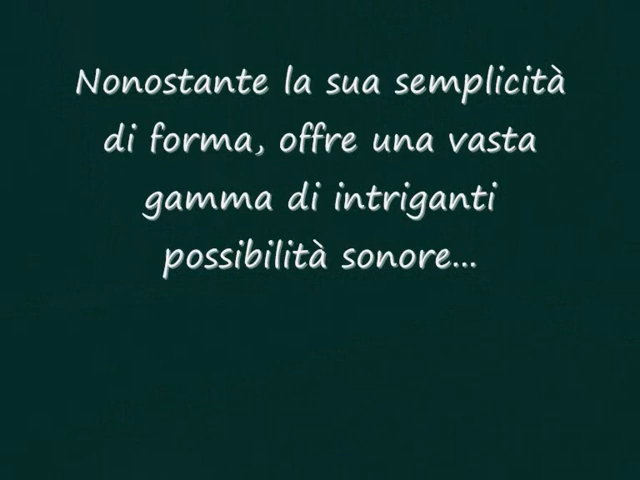 Nonostante la sua semplicità
di forma, offre una vasta
gamma di intriganti
possibilità sonore...